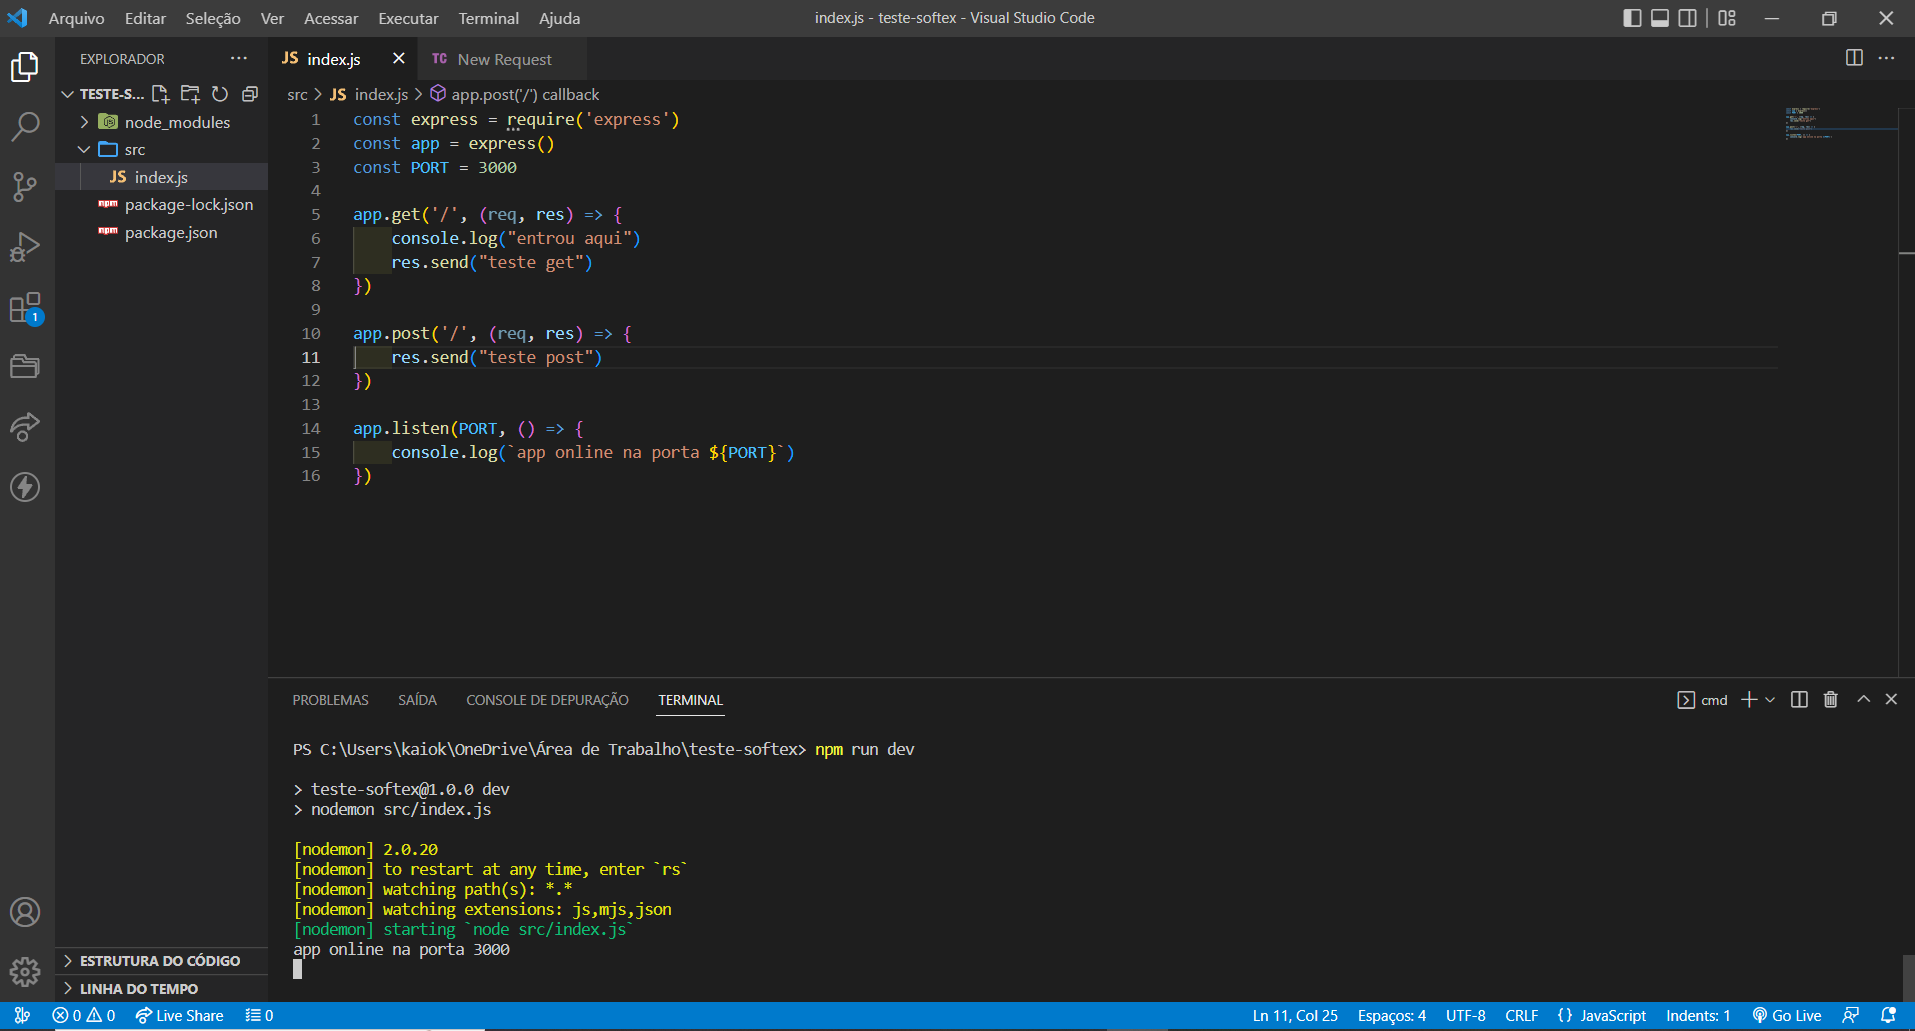 Arquivo Editar Seleção Ver Acessar Executar Terminal Ajuda
index.js - teste-softex - Visual Studio Code
EXPLORADOR ···
JS index.js
TC New Request
TESTE-S...
node_modules
src
JS index.js
npm package-lock.json
npm package.json
src > JS index.js > app.post('/') callback
1 const express = require('express')
2 const app = express()
3 const PORT = 3000
4
5 app.get('/', (req, res) => {
6 console.log("entrou aqui")
7 res.send("teste get")
8 })
9
10 app.post('/', (req, res) => {
11 res.send("teste post")
12 })
13
14 app.listen(PORT, () => {
15 console.log(`app online na porta ${PORT}`)
16 })
1
PROBLEMAS SAÍDA CONSOLE DE DEPURAÇÃO TERMINAL
cmd
PS C:\Users\kaiok\OneDrive\Área de Trabalho\teste-softex> npm run dev
> teste-softex@1.0.0 dev
> nodemon src/index.js
[nodemon] 2.0.20
[nodemon] to restart at any time, enter `rs`
[nodemon] watching path(s): *.*
[nodemon] watching extensions: js,mjs,json
[nodemon] starting `node src/index.js`
app online na porta 3000
ESTRUTURA DO CÓDIGO
LINHA DO TEMPO
0 0 Live Share 0
Ln 11, Col 25 Espaços: 4 UTF-8 CRLF {} JavaScript Indents: 1 Go Live